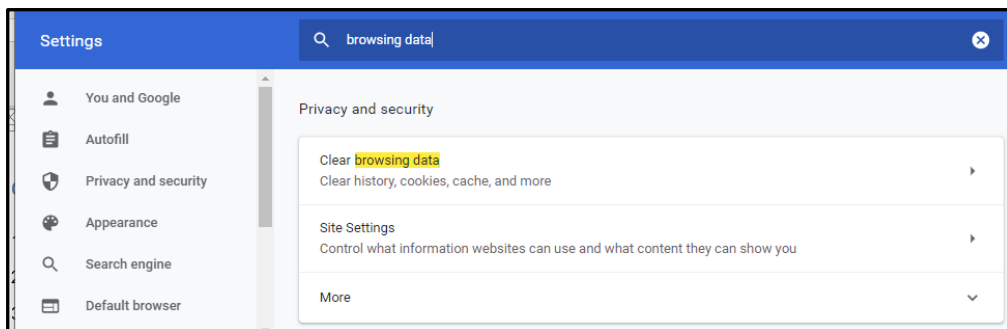 Settings
browsing data
You and Google
Autofill
Privacy and security
Appearance
Search engine
Default browser
Privacy and security
Clear browsing data
Clear history, cookies, cache, and more
Site Settings
Control what information websites can use and what content they can show you
More